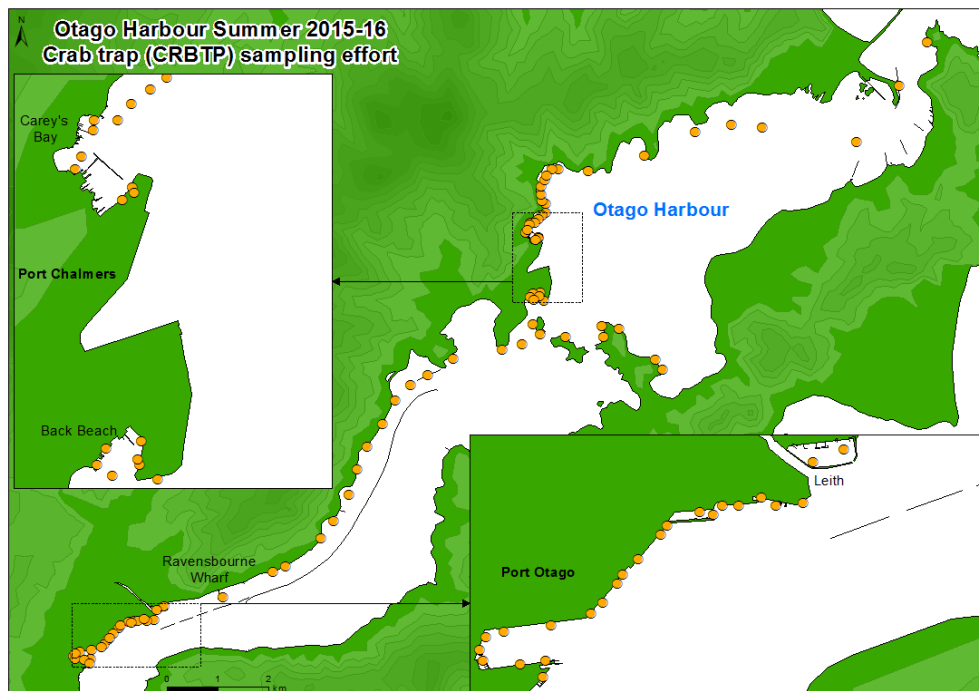 N
Otago Harbour Summer 2015-16
Crab trap (CRBTP) sampling effort
Carey's
Bay
Otago Harbour
Port Chalmers
Back Beach
Leith
Ravensbourne
Wharf
Port Otago
0 1 2
km